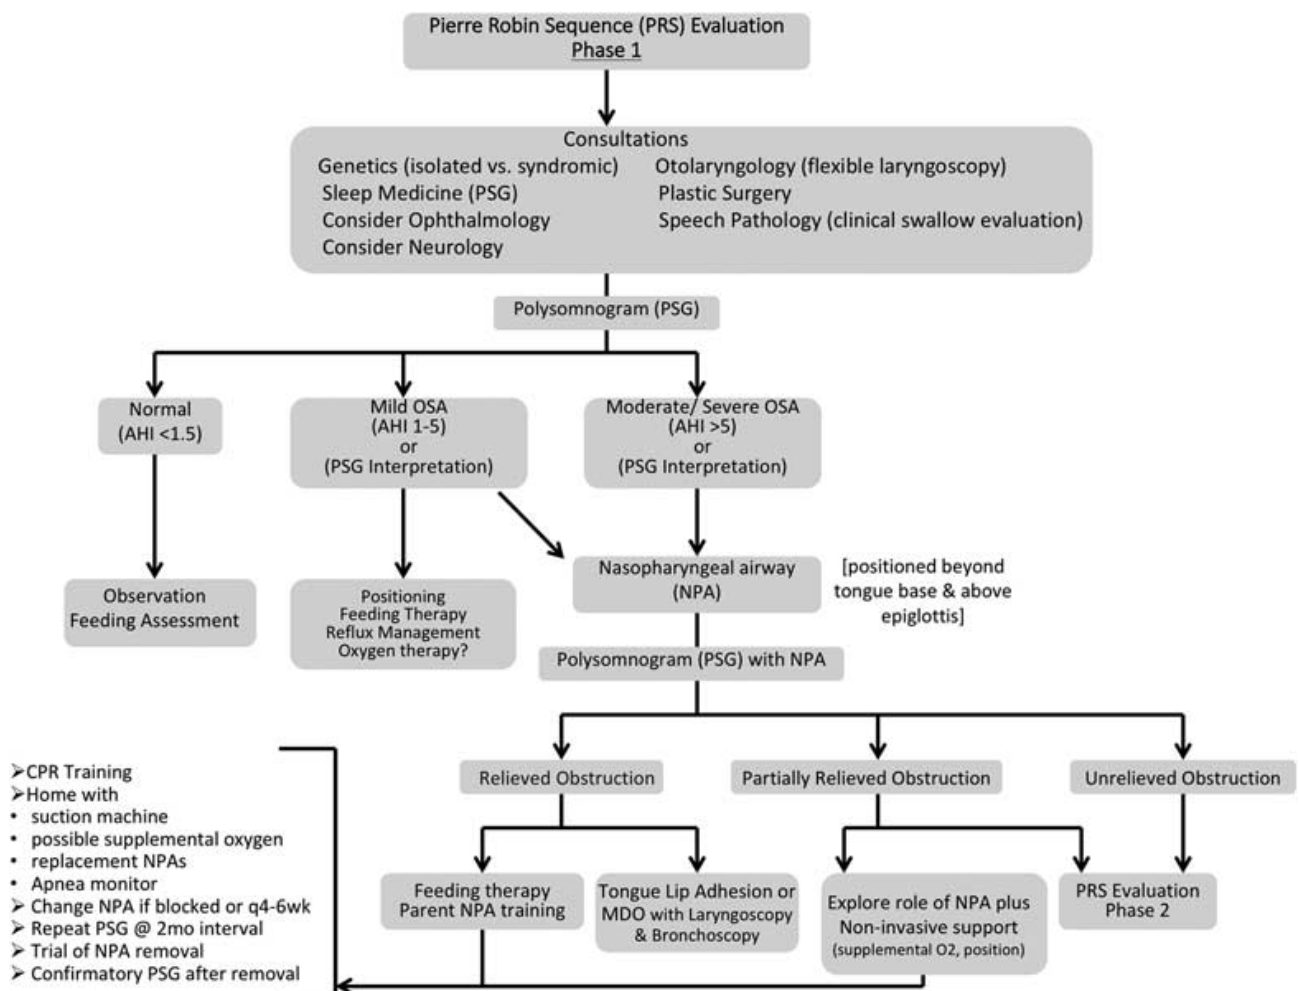 Pierre Robin Sequence (PRS) Evaluation
Phase 1
Consultations
Genetics (isolated vs. syndromic)
Sleep Medicine (PSG)
Consider Ophthalmology
Consider Neurology
Otolaryngology (flexible laryngoscopy)
Plastic Surgery
Speech Pathology (clinical swallow evaluation)
Polysomnogram (PSG)
Normal
(AHI <1.5)
Mild OSA
(AHI 1-5)
or
(PSG Interpretation)
Moderate/ Severe OSA
(AHI >5)
or
(PSG Interpretation)
Observation
Feeding Assessment
Positioning
Feeding Therapy
Reflux Management
Oxygen therapy?
Nasopharyngeal airway
(NPA)
[positioned beyond
tongue base & above
epiglottis]
Polysomnogram (PSG) with NPA
Relieved Obstruction
Partially Relieved Obstruction
Unrelieved Obstruction
Feeding therapy
Parent NPA training
Tongue Lip Adhesion or
MDO with Laryngoscopy
& Bronchoscopy
Explore role of NPA plus
Non-invasive support
(supplemental O2, position)
PRS Evaluation
Phase 2
➢CPR Training
➢Home with
• suction machine
• possible supplemental oxygen
• replacement NPAs
• Apnea monitor
➢ Change NPA if blocked or q4-6wk
➢ Repeat PSG @ 2mo interval
➢ Trial of NPA removal
➢ Confirmatory PSG after removal